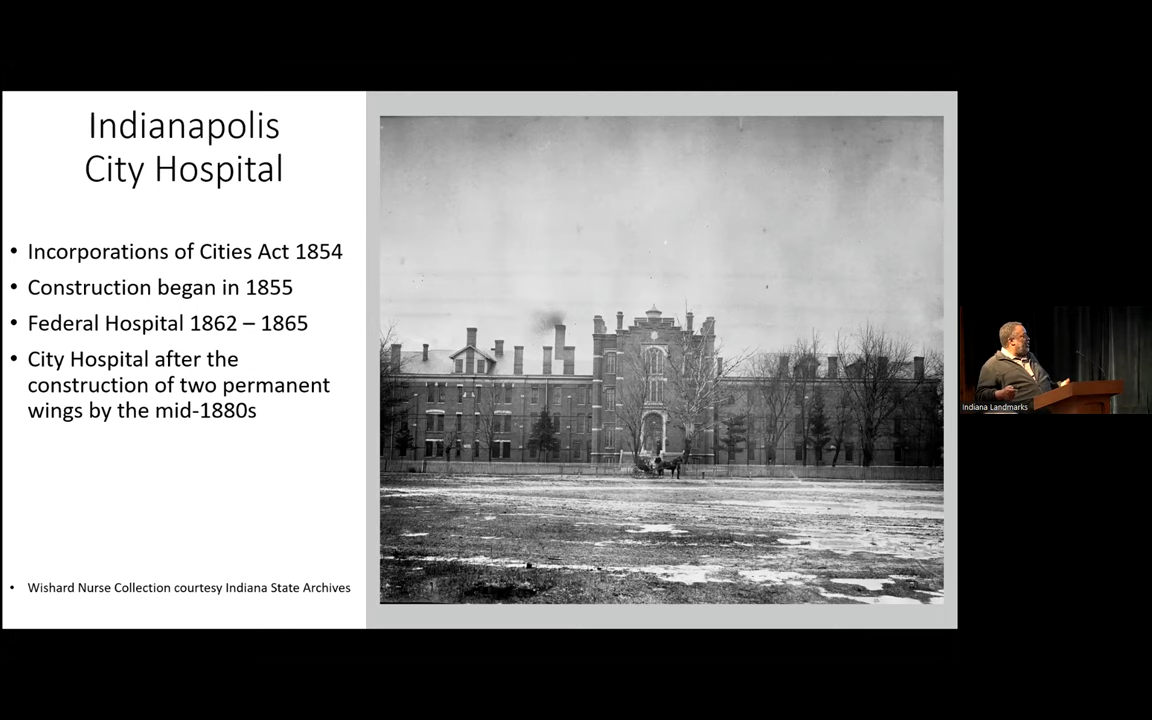 Indianapolis
City Hospital
• Incorporations of Cities Act 1854
• Construction began in 1855
• Federal Hospital 1862 – 1865
• City Hospital after the
construction of two permanent
wings by the mid-1880s
• Wishard Nurse Collection courtesy Indiana State Archives
Indiana Landmarks